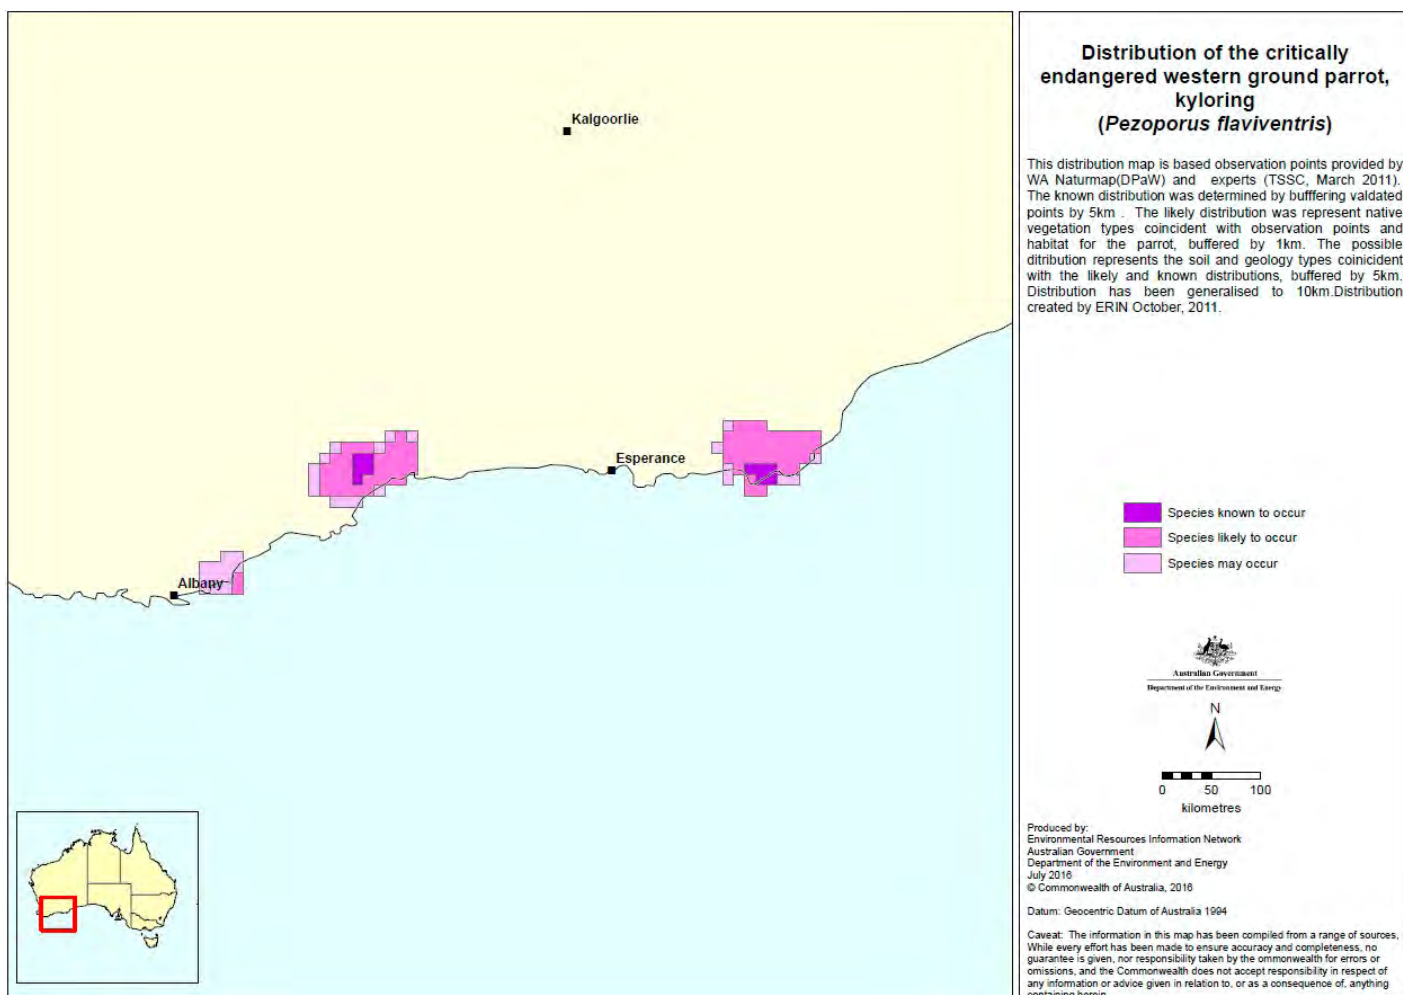 Kalgoorlie
Esperance
Albany
Distribution of the critically
endangered western ground parrot,
kyloring
(Pezoporus flaviventris)
This distribution map is based observation points provided by
WA Naturmap(DPaW) and experts (TSSC, March 2011).
The known distribution was determined by bufffering valdated
points by 5km . The likely distribution was represent native
vegetation types coincident with observation points and
habitat for the parrot, buffered by 1km. The possible
ditribution represents the soil and geology types coinicident
with the likely and known distributions, buffered by 5km.
Distribution has been generalised to 10km.Distribution
created by ERIN October, 2011.
Species known to occur
Species likely to occur
Species may occur
Australian Government
Department of the Environment and Energy
N
0 50 100
kilometres
Produced by:
Environmental Resources Information Network
Australian Government
Department of the Environment and Energy
July 2016
© Commonwealth of Australia, 2016
Datum: Geocentric Datum of Australia 1994
Caveat: The information in this map has been compiled from a range of sources,
While every effort has been made to ensure accuracy and completeness, no
guarantee is given, nor responsibility taken by the ommonwealth for errors or
omissions, and the Commonwealth does not accept responsibility in respect of
any information or advice given in relation to, or as a consequence of, anything
containing herein